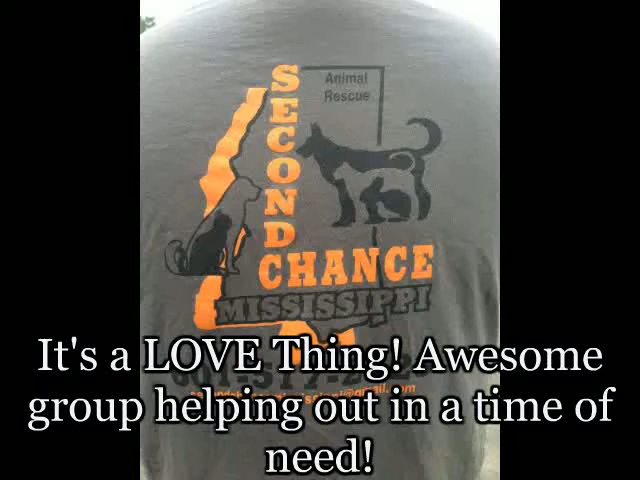 Animal
Rescue
SECOND
CHANCE
MISSISSIPPI
It's a LOVE Thing! Awesome
group helping out in a time of
need!